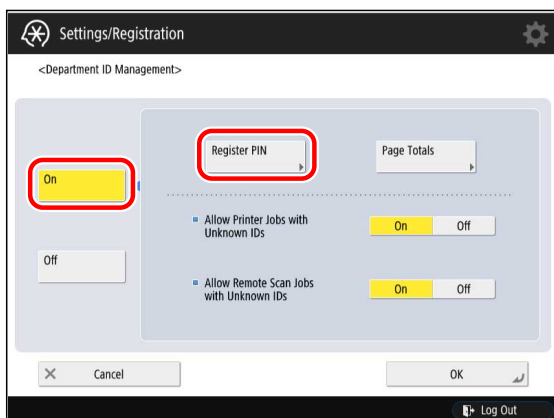 Settings/Registration
<Department ID Management>
On
Off
Register PIN
Page Totals
Allow Printer Jobs with
Unknown IDs
On Off
Allow Remote Scan Jobs
with Unknown IDs
On Off
Cancel
OK
Log Out